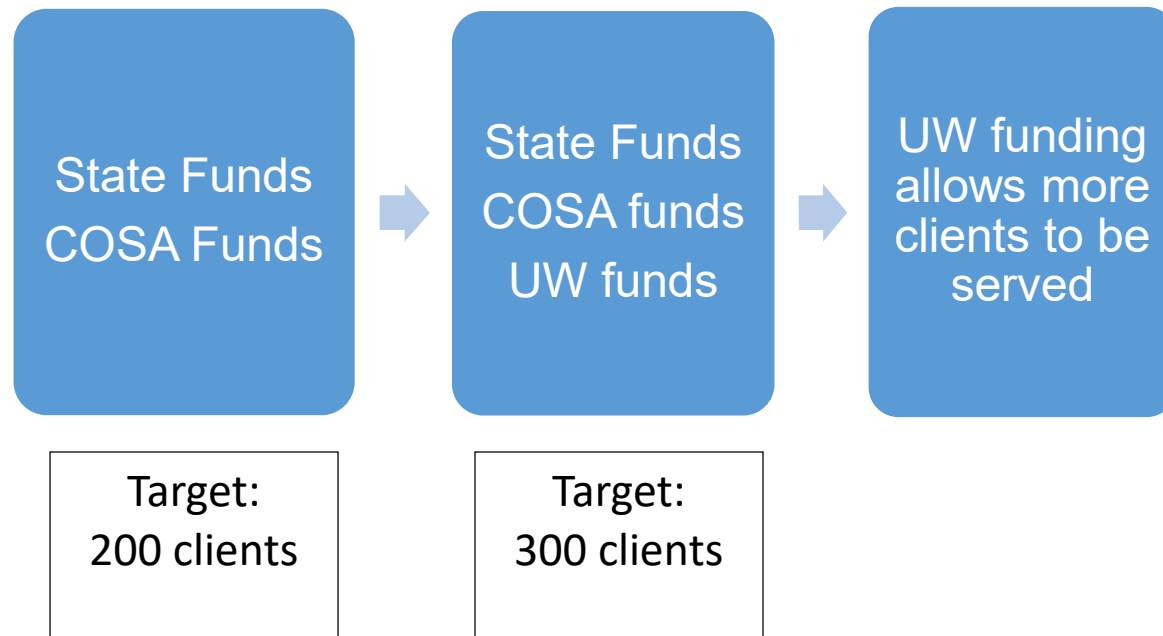 State Funds
COSA Funds
State Funds
COSA funds
UW funds
UW funding
allows more
clients to be
served
Target:
200 clients
Target:
300 clients